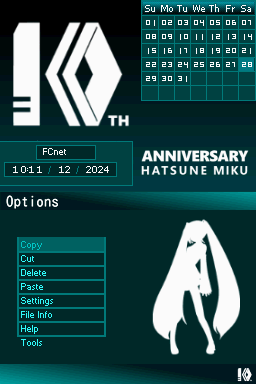 10TH
Su Mo Tu We Th Fr Sa
01 02 03 04 05 06 07
08 09 10 11 12 13 14
15 16 17 18 19 20 21
22 23 24 25 26 27 28
29 30 31
FCnet
10:11 / 12 / 2024
ANNIVERSARY
HATSUNE MIKU
Options
Copy
Cut
Delete
Paste
Settings
File Info
Help
Tools
10